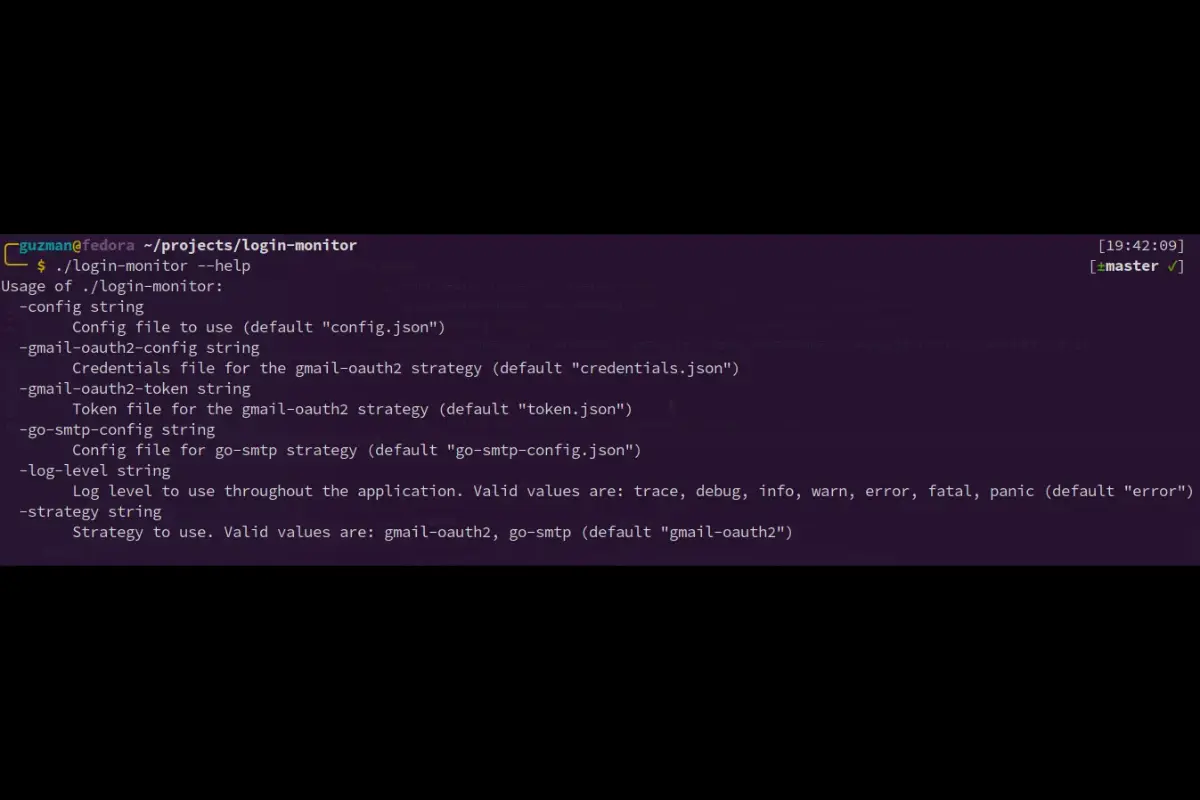 guzman@fedora ~/projects/login-monitor [19:42:09]
$ ./login-monitor --help [±master ✓]
Usage of ./login-monitor:
-config string
Config file to use (default "config.json")
-gmail-oauth2-config string
Credentials file for the gmail-oauth2 strategy (default "credentials.json")
-gmail-oauth2-token string
Token file for the gmail-oauth2 strategy (default "token.json")
-go-smtp-config string
Config file for go-smtp strategy (default "go-smtp-config.json")
-log-level string
Log level to use throughout the application. Valid values are: trace, debug, info, warn, error, fatal, panic (default "error")
-strategy string
Strategy to use. Valid values are: gmail-oauth2, go-smtp (default "gmail-oauth2")